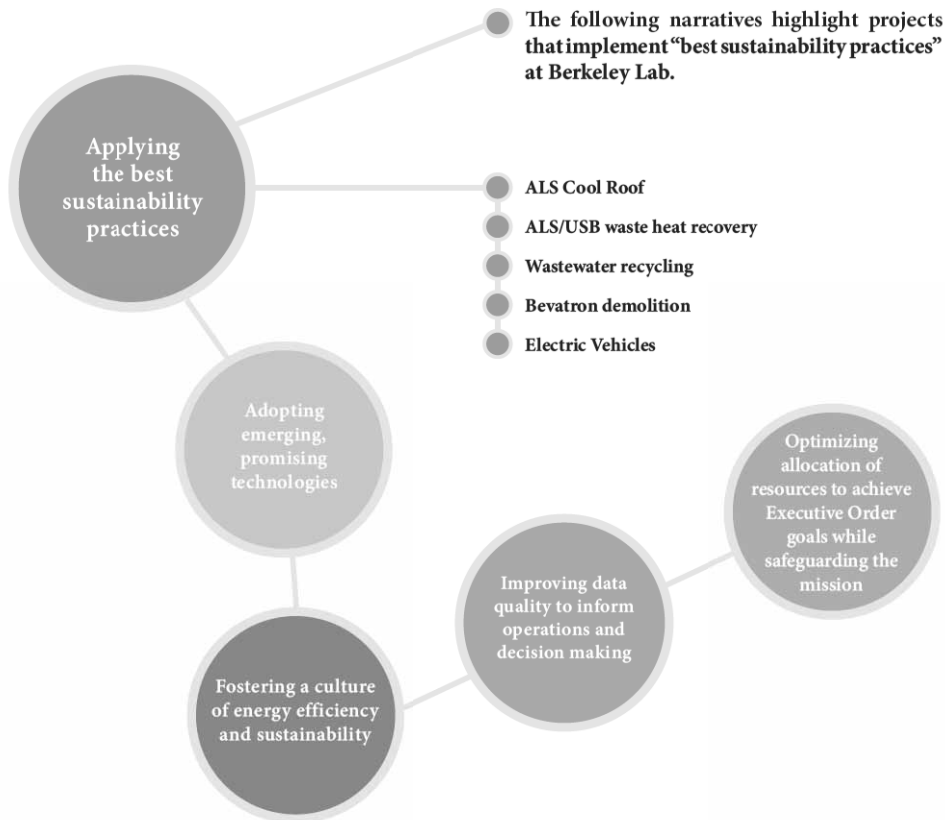 The following narratives highlight projects
that implement “best sustainability practices”
at Berkeley Lab.
Applying
the best
sustainability
practices
ALS Cool Roof
ALS/USB waste heat recovery
Wastewater recycling
Bevatron demolition
Electric Vehicles
Adopting
emerging,
promising
technologies
Optimizing
allocation of
resources to achieve
Executive Order
goals while
safeguarding the
mission
Improving data
quality to inform
operations and
decision making
Fostering a culture
of energy efficiency
and sustainability